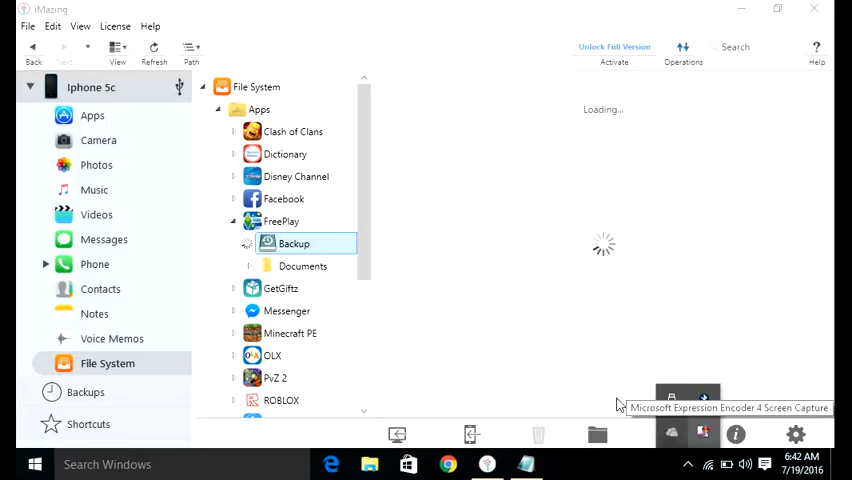 iMazing
File Edit View License Help
Back
View
Refresh
Path
Unlock Full Version
Activate
Operations
Search
?
Help
Iphone 5c
Apps
Camera
Photos
Music
Videos
Messages
Phone
Contacts
Notes
Voice Memos
File System
Backups
Shortcuts
File System
Apps
Clash of Clans
Dictionary
Disney Channel
Facebook
FreePlay
Backup
Documents
GetGiftz
Messenger
Minecraft PE
OLX
PvZ 2
ROBLOX
Loading...
Microsoft Expression Encoder 4 Screen Capture
Search Windows
6:42 AM
7/19/2016